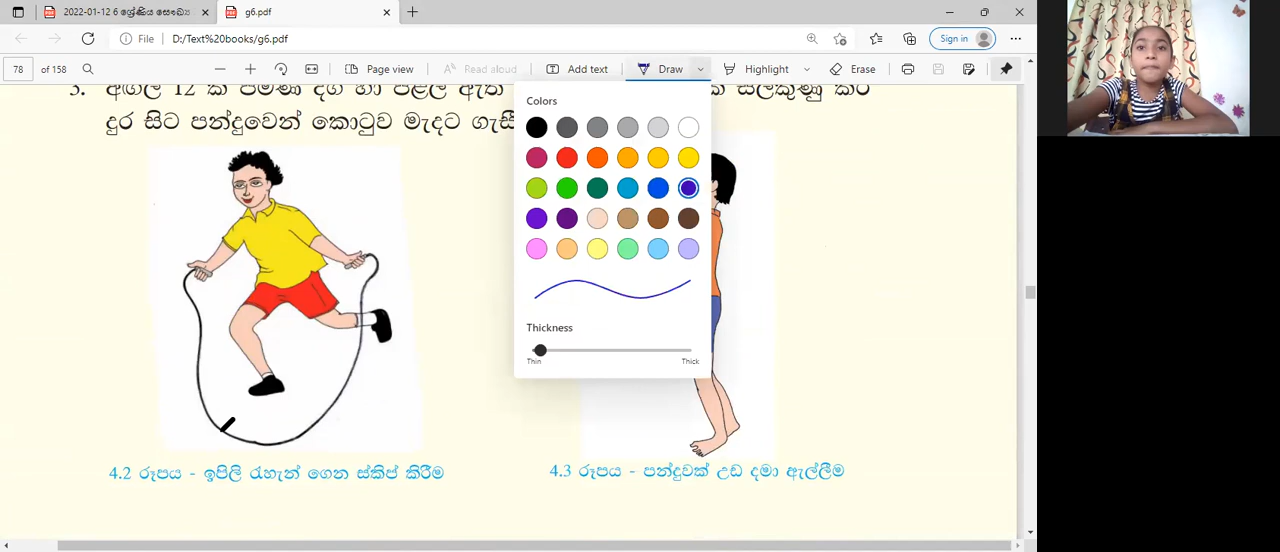 2022-01-12 6 ශ්‍රේණිය සෞඛ්‍ය
g6.pdf
File
D:/Text%20books/g6.pdf
Sign in
78 of 158
Page view
Read aloud
Add text
Draw
Highlight
Erase
Colors
දුර සිට පන්දුවෙන් කොටුව මැදට
Thickness
Thin
Thick
4.2 රූපය - ඉපිලි රැහැන් ගෙන ස්කිප් කිරීම
4.3 රූපය - පන්දුවක් උඩ දමා ඇල්ලීම